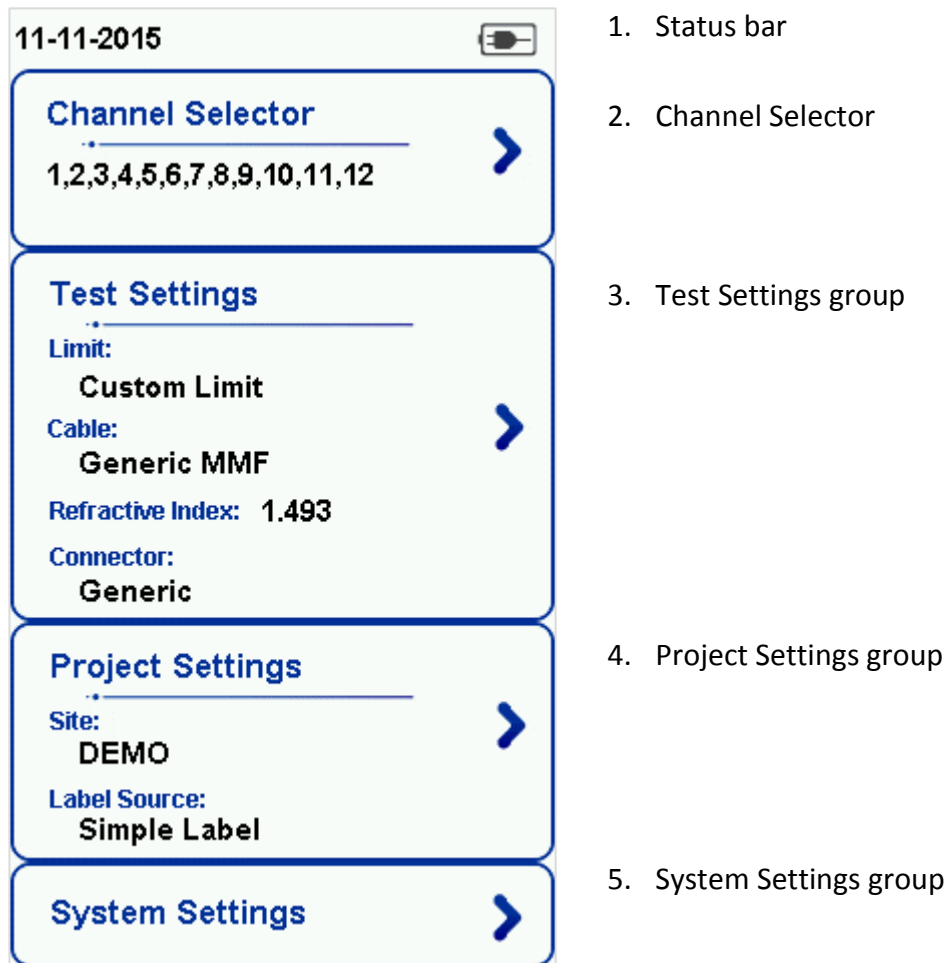 11-11-2015
1. Status bar
Channel Selector
1,2,3,4,5,6,7,8,9,10,11,12
2. Channel Selector
Test Settings
3. Test Settings group
Limit:
Custom Limit
Cable:
Generic MMF
Refractive Index: 1.493
Connector:
Generic
Project Settings
4. Project Settings group
Site:
DEMO
Label Source:
Simple Label
System Settings
5. System Settings group